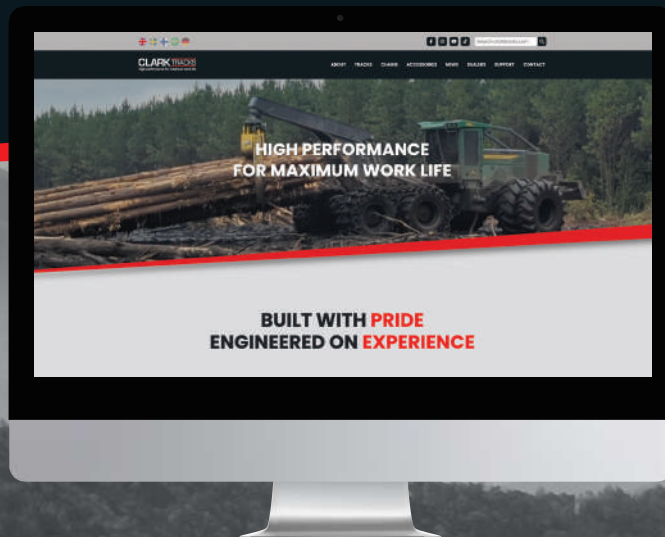 CLARK TRACKS
ABOUT TRACKS CHAINS ACCESSORIES NEWS DEALERS SUPPORT CONTACT
HIGH PERFORMANCE
FOR MAXIMUM WORK LIFE
BUILT WITH PRIDE
ENGINEERED ON EXPERIENCE